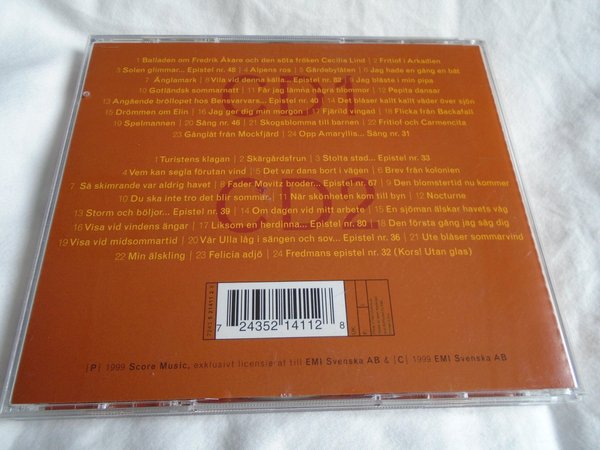 1 Balladen om Fredrik Åkare och den söta fröken Cecilia Lind | 2 Fritiof i Arkadien
3 Solen glimmar... Epistel nr. 48 | 4 Alpens ros | 5 Gärdebylåten | 6 Jag hade en gång en båt
7 Änglamark | 8 Vila vid denna källa... Epistel nr. 82 | 9 Jag blåste i min pipa
10 Gotländsk sommarnatt | 11 Får jag lämna några blommor | 12 Pepita dansar
13 Angående bröllopet hos Bensvarvars... Epistel nr. 40 | 14 Det blåser kallt kallt väder över sjön
15 Drömmen om Elin | 16 Jag ger dig min morgon | 17 Fjäril vingad | 18 Flicka från Backafall
19 Spelmannen | 20 Sång nr. 46 | 21 Skogsblomma till barnen | 22 Fritiof och Carmencita
23 Gånglåt från Mockfjärd | 24 Opp Amaryllis... Sång nr. 31
CD1
1 Turistens klagan | 2 Skärgårdsfrun | 3 Stolta stad... Epistel nr. 33
4 Vem kan segla förutan vind | 5 Det var dans bort i vägen | 6 Brev från kolonien
7 Så skimrande var aldrig havet | 8 Fader Movitz broder... Epistel nr. 67 | 9 Den blomstertid nu kommer
10 Du ska inte tro det blir sommar | 11 När skönheten kom till byn | 12 Nocturne
13 Storm och böljor... Epistel nr. 39 | 14 Om dagen vid mitt arbete | 15 En sjöman älskar havets våg
16 Visa vid vindens ängar | 17 Liksom en herdinna... Epistel nr. 80 | 18 Den första gång jag såg dig
19 Visa vid midsommartid | 20 Vår Ulla låg i sängen och sov... Epistel nr. 36 | 21 Ute blåser sommarvind
22 Min älskling | 23 Felicia adjö | 24 Fredmans epistel nr. 32 (Kors! Utan glas)
CD2
7 24352 14112 8
|P| 1999 Score Music, exklusivt licensierat till EMI Svenska AB & |C| 1999 EMI Svenska AB